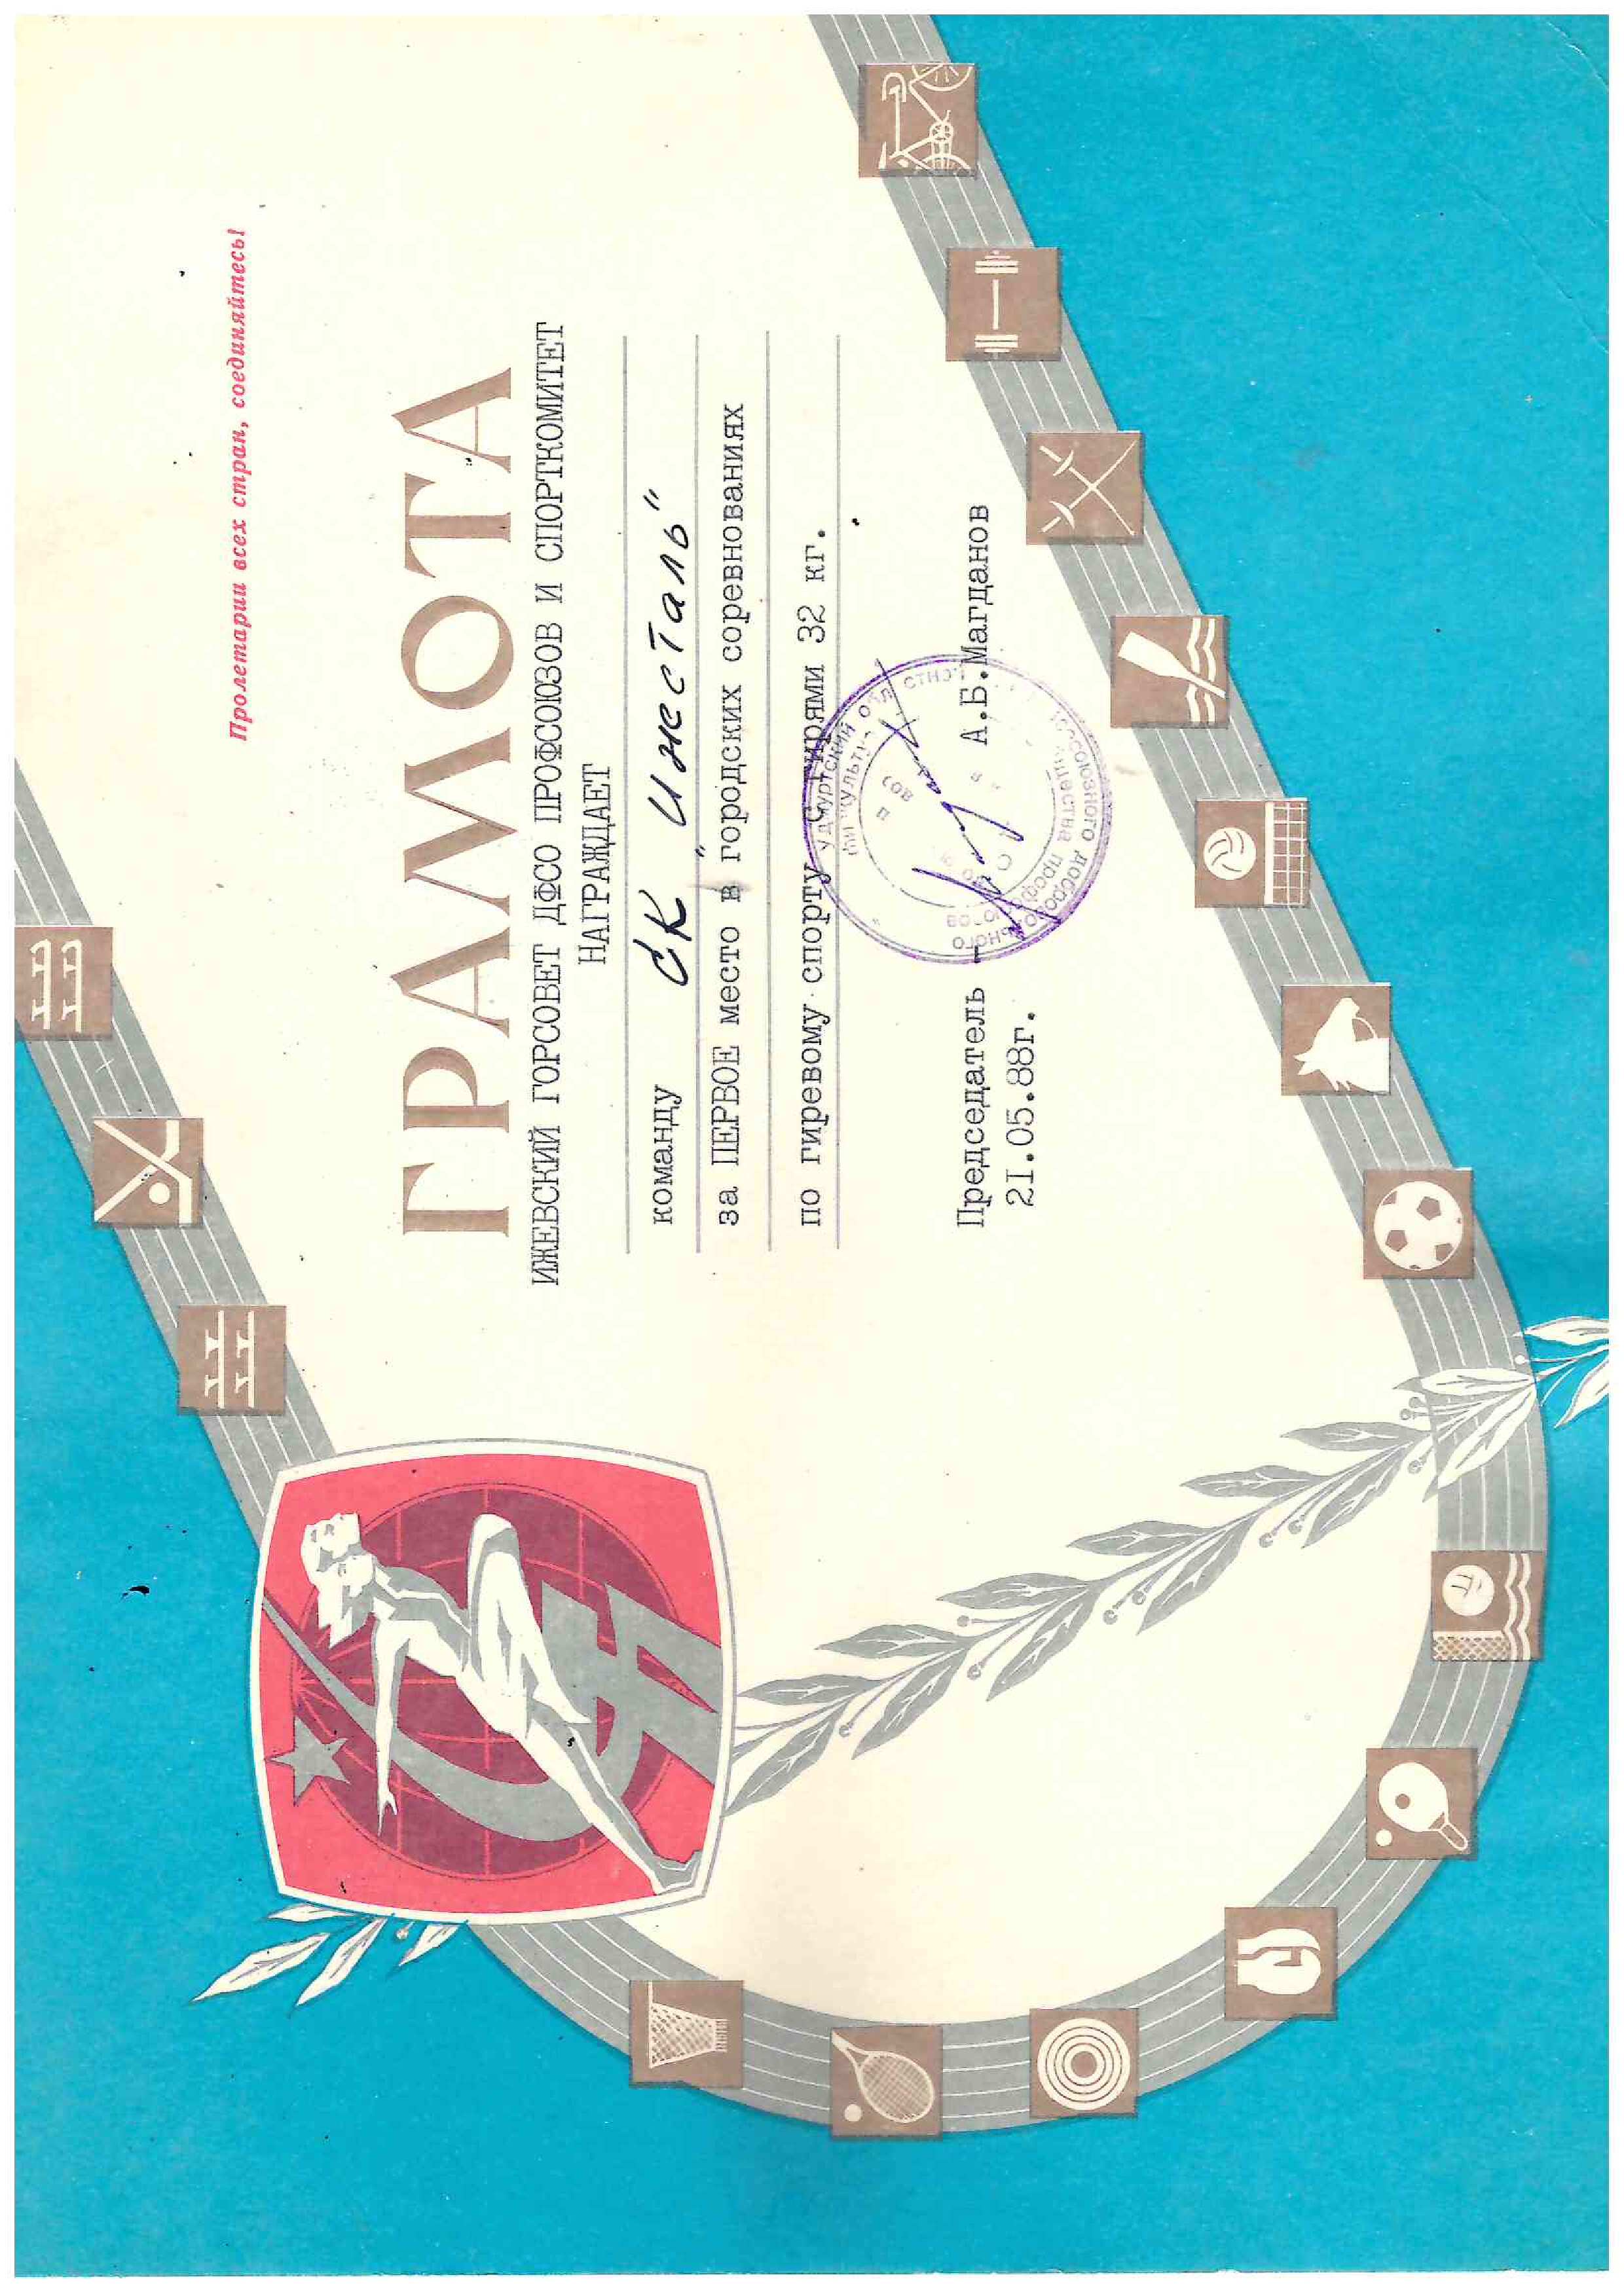 Пролетарии всех стран, соединяйтесь!
ГРАМОТА
ИЖЕВСКИЙ ГОРСОВЕТ ДФСО ПРОФСОЮЗОВ И СПОРТКОМИТЕТ
НАГРАЖДАЕТ
команду СК "Ижсталь"
за ПЕРВОЕ место в городских соревнованиях
по гиревому спорту с гирями 32 кг.
Председатель А.Б.Магданов
21.05.88г.